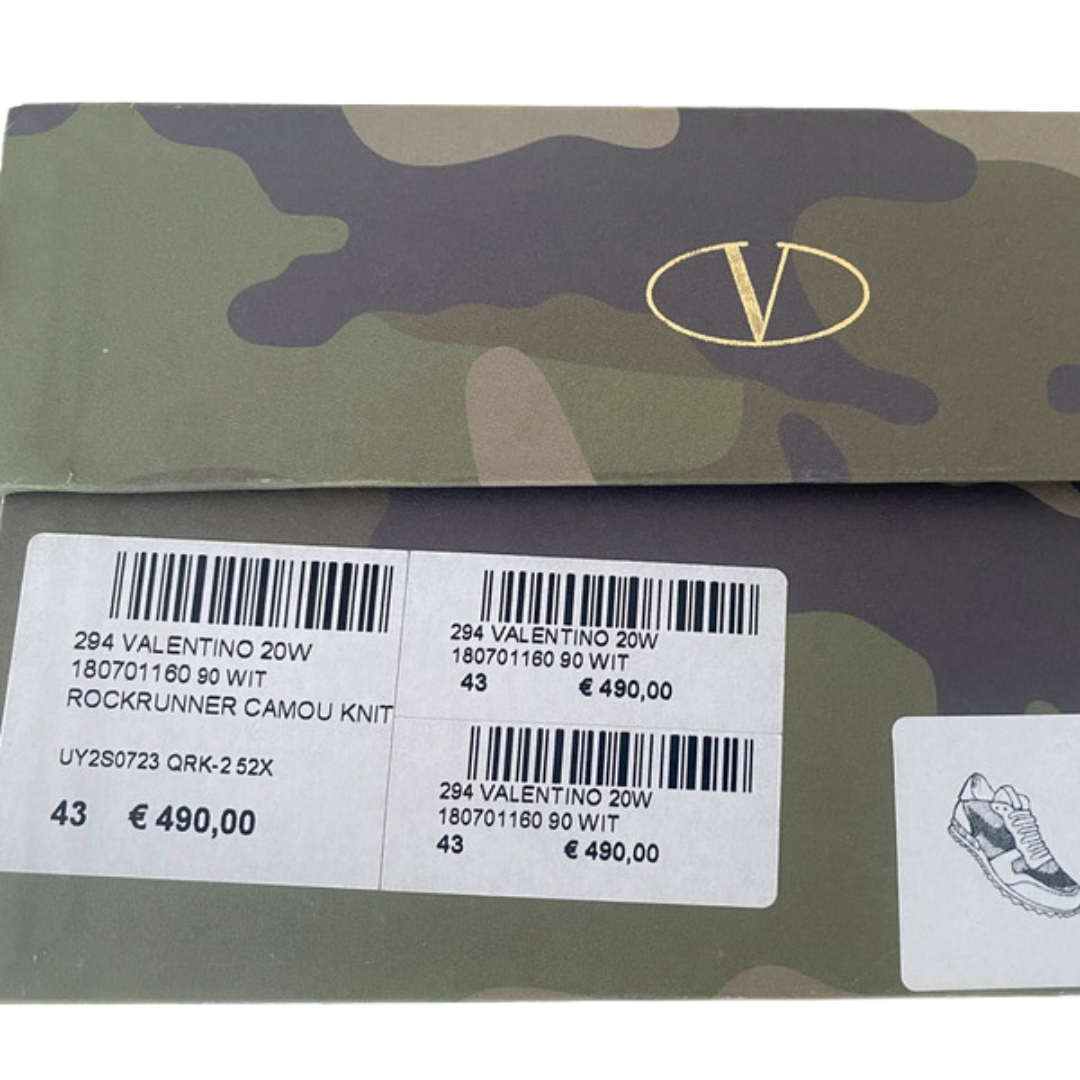 V
294 VALENTINO 20W
180701160 90 WIT
ROCKRUNNER CAMOU KNIT
UY2S0723 QRK-2 52X
43 € 490,00
294 VALENTINO 20W
180701160 90 WIT
43 € 490,00
294 VALENTINO 20W
180701160 90 WIT
43 € 490,00